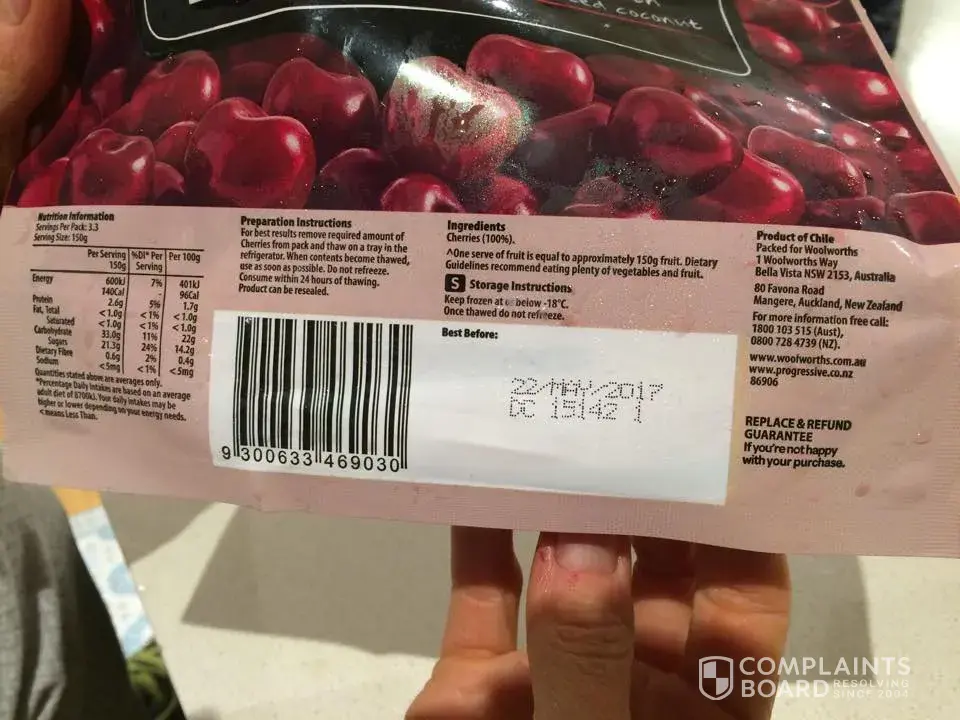 coconut
Nutrition Information
Servings Per Pack: 3.3
Serving Size: 150g
Per Serving 150g %DI* Per Serving Per 100g
Energy 600kJ 7% 401kJ
140Cal 96Cal
Protein 2.6g 5% 1.7g
Fat, Total <1.0g <1% <1.0g
Saturated <1.0g <1% <1.0g
Carbohydrate 33.0g 11% 22g
Sugars 21.3g 24% 14.2g
Dietary Fibre 0.6g 2% 0.4g
Sodium <5mg <1% <5mg
Quantities stated above are averages only.
*Percentage Daily Intakes are based on an average
adult diet of 8700kJ. Your daily intakes may be
higher or lower depending on your energy needs.
< means Less Than.
Preparation Instructions
For best results remove required amount of
Cherries from pack and thaw on a tray in the
refrigerator. When contents become thawed,
use as soon as possible. Do not refreeze.
Consume within 24 hours of thawing.
Product can be resealed.
Ingredients
Cherries (100%).
^One serve of fruit is equal to approximately 150g fruit. Dietary
Guidelines recommend eating plenty of vegetables and fruit.
S Storage Instructions
Keep frozen at or below -18°C.
Once thawed do not refreeze.
Best Before:
22/MAY/2017
DC 15142 1
9 300633 469030
Product of Chile
Packed for Woolworths
1 Woolworths Way
Bella Vista NSW 2153, Australia
80 Favona Road
Mangere, Auckland, New Zealand
For more information free call:
1800 103 515 (Aust),
0800 728 4739 (NZ).
www.woolworths.com.au
www.progressive.co.nz
86906
REPLACE & REFUND
GUARANTEE
If you're not happy
with your purchase.
COMPLAINTS
BOARD RESOLVING
SINCE 2004